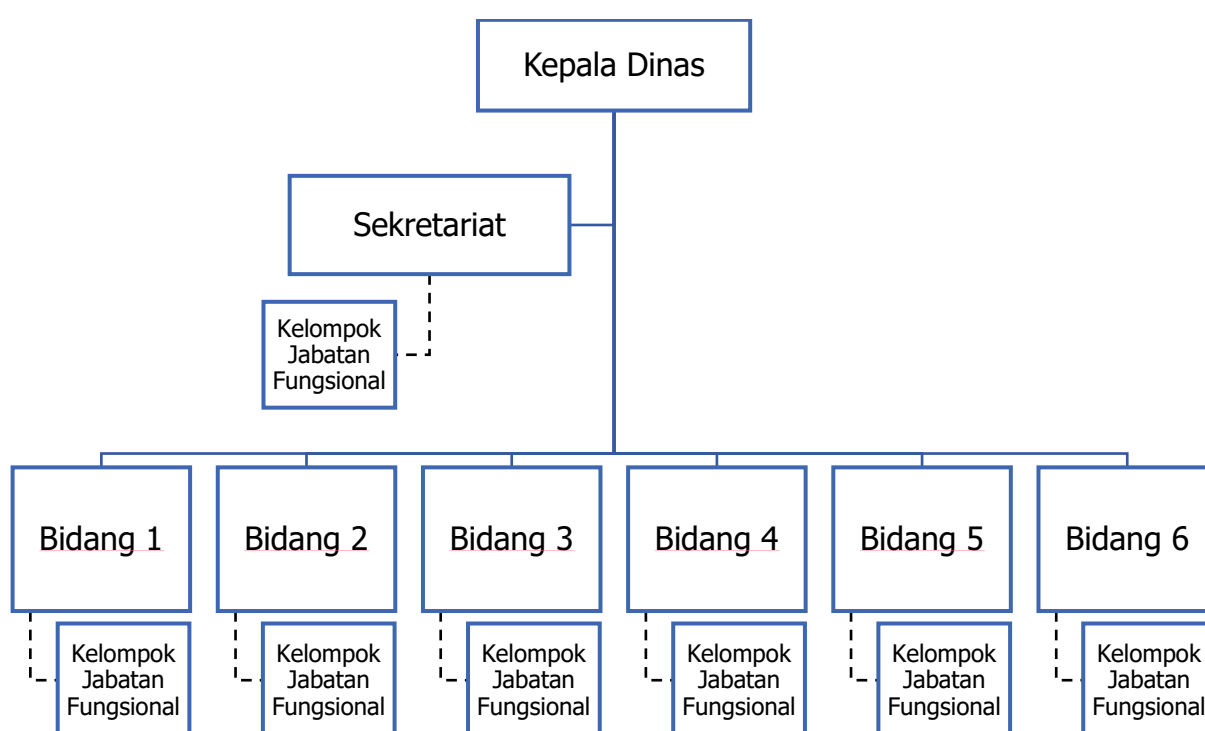 Kepala Dinas
Sekretariat
Kelompok
Jabatan
Fungsional
Bidang 1
Bidang 2
Bidang 3
Bidang 4
Bidang 5
Bidang 6
Kelompok
Jabatan
Fungsional
Kelompok
Jabatan
Fungsional
Kelompok
Jabatan
Fungsional
Kelompok
Jabatan
Fungsional
Kelompok
Jabatan
Fungsional
Kelompok
Jabatan
Fungsional